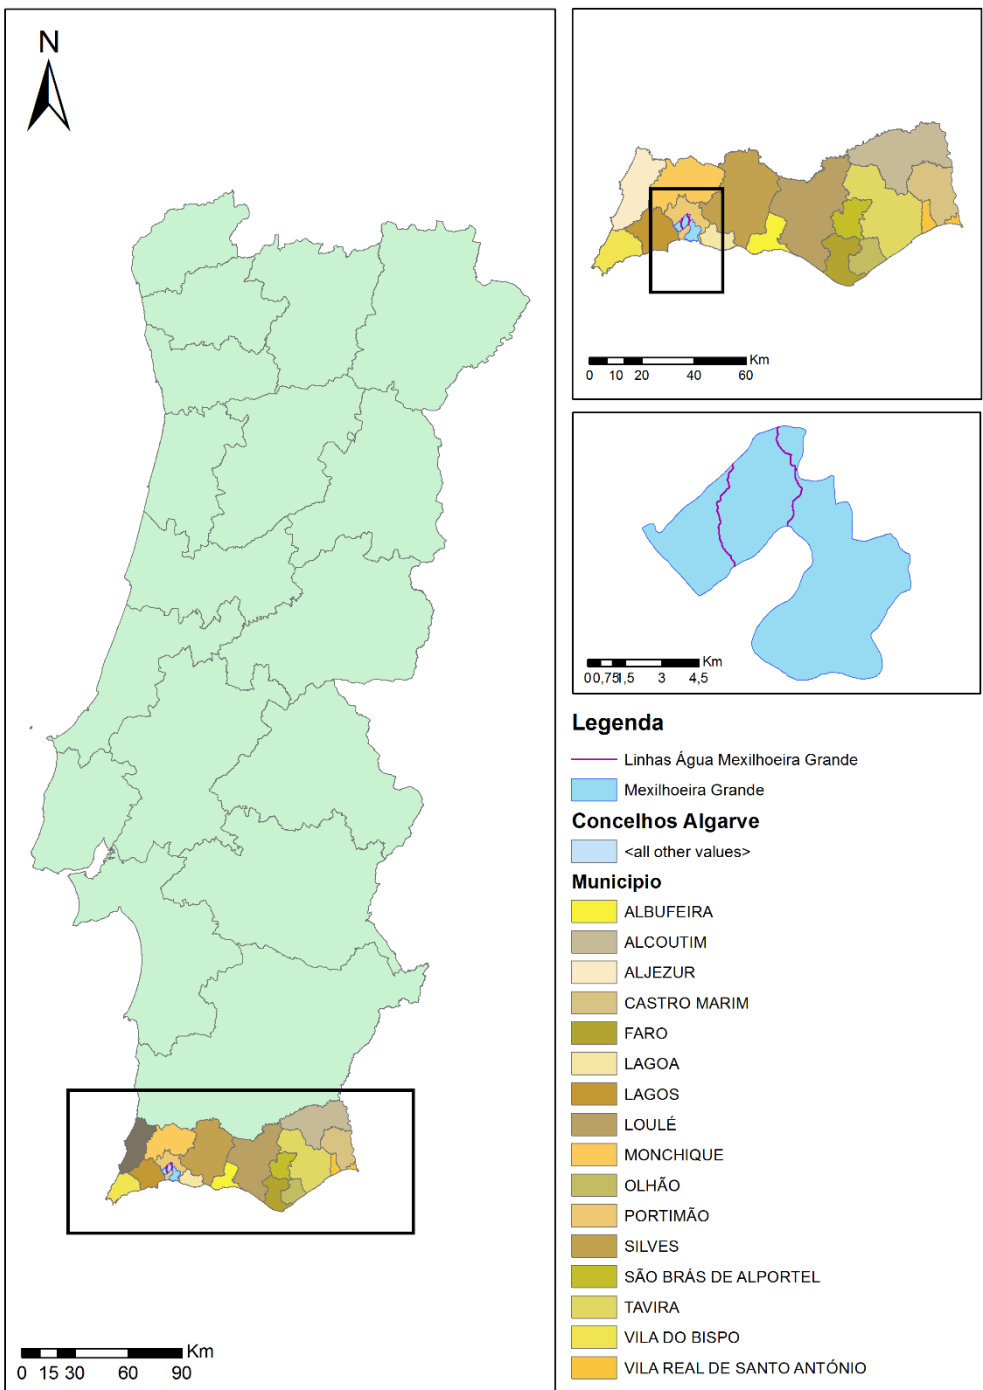 N
Km
0 15 30 60 90
Km
0 10 20 40 60
Km
0 0,75 1,5 3 4,5
Legenda
Linhas Água Mexilhoeira Grande
Mexilhoeira Grande
Concelhos Algarve
<all other values>
Municipio
ALBUFEIRA
ALCOUTIM
ALJEZUR
CASTRO MARIM
FARO
LAGOA
LAGOS
LOULÉ
MONCHIQUE
OLHÃO
PORTIMÃO
SILVES
SÃO BRÁS DE ALPORTEL
TAVIRA
VILA DO BISPO
VILA REAL DE SANTO ANTÓNIO